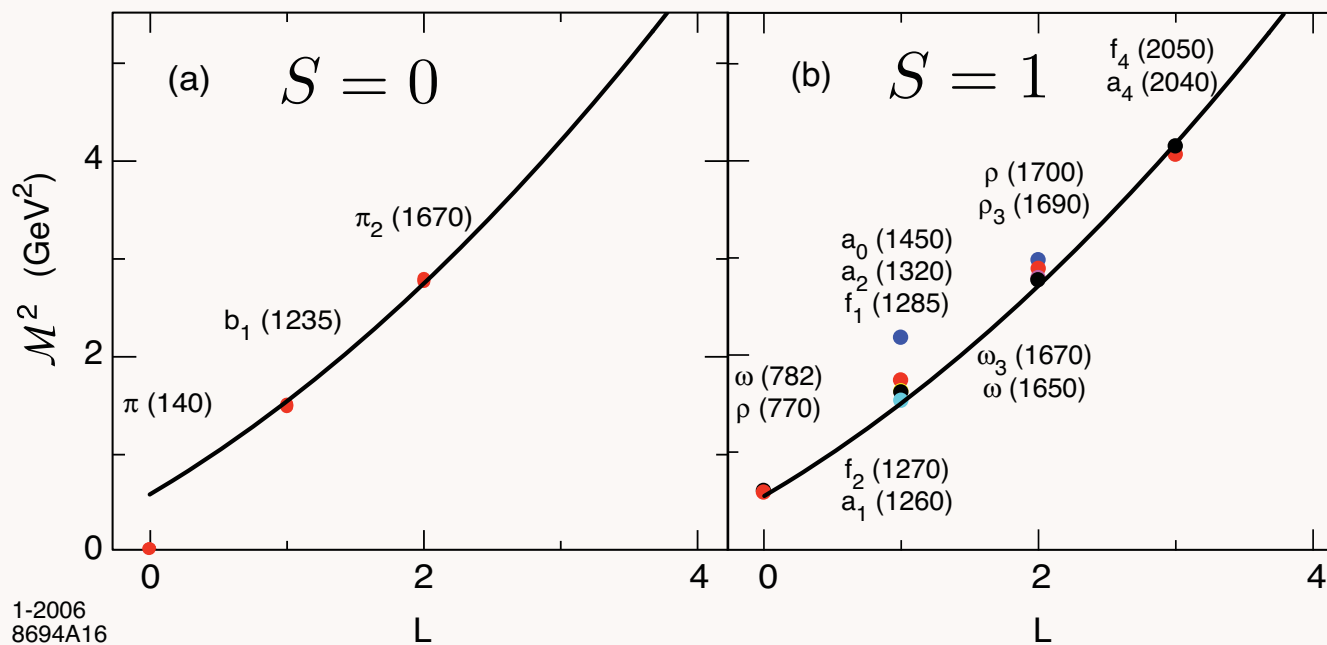 (a) S = 0
π₂ (1670)
b₁ (1235)
π (140)
(b) S = 1
f₄ (2050)
a₄ (2040)
ρ (1700)
ρ₃ (1690)
a₀ (1450)
a₂ (1320)
f₁ (1285)
ω (782)
ρ (770)
ω₃ (1670)
ω (1650)
f₂ (1270)
a₁ (1260)
ℳ² (GeV²)
4
2
0
0 2 4
0 2 4
L L
1-2006
8694A16